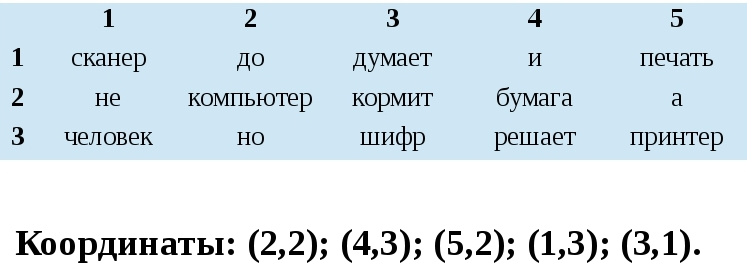 1 2 3 4 5
1 сканер до думает и печать
2 не компьютер кормит бумага а
3 человек но шифр решает принтер
Координаты: (2,2); (4,3); (5,2); (1,3); (3,1).